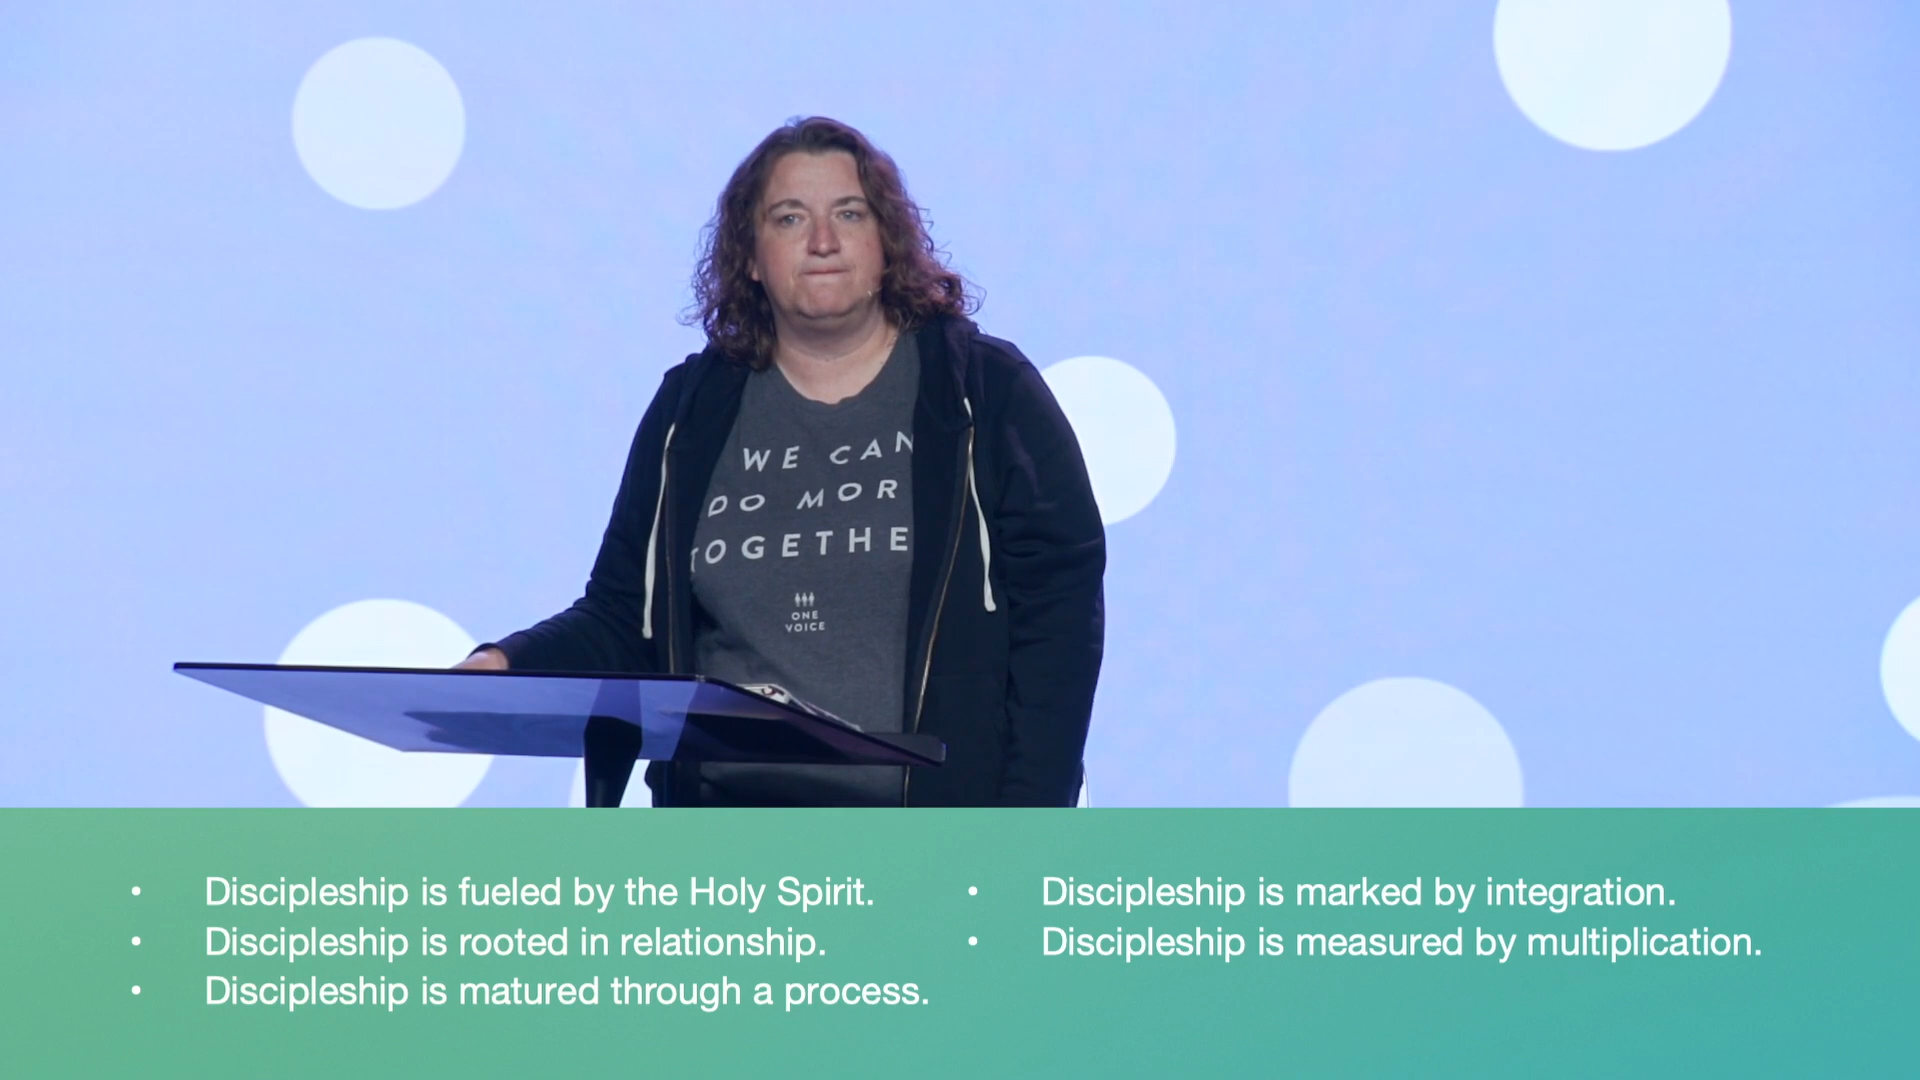 WE CAN
DO MOR
TOGETHE
ONE
VOICE
• Discipleship is fueled by the Holy Spirit.
• Discipleship is rooted in relationship.
• Discipleship is matured through a process.
• Discipleship is marked by integration.
• Discipleship is measured by multiplication.